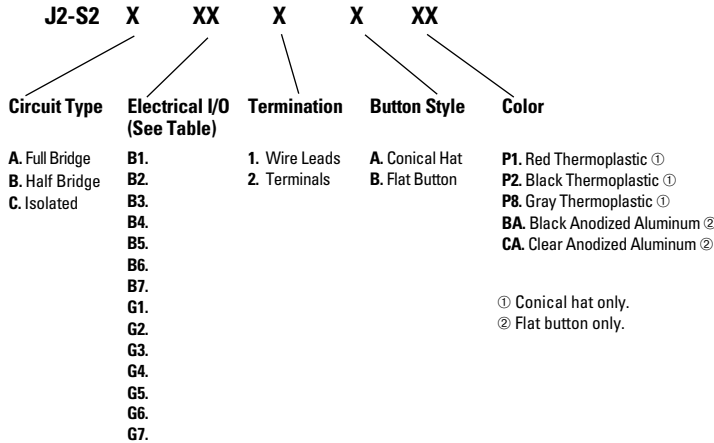 J2-S2 X XX X X XX
Circuit Type
A. Full Bridge
B. Half Bridge
C. Isolated
Electrical I/O
(See Table)
B1.
B2.
B3.
B4.
B5.
B6.
B7.
G1.
G2.
G3.
G4.
G5.
G6.
G7.
Termination
1. Wire Leads
2. Terminals
Button Style
A. Conical Hat
B. Flat Button
Color
P1. Red Thermoplastic ①
P2. Black Thermoplastic ①
P8. Gray Thermoplastic ①
BA. Black Anodized Aluminum ②
CA. Clear Anodized Aluminum ②
① Conical hat only.
② Flat button only.